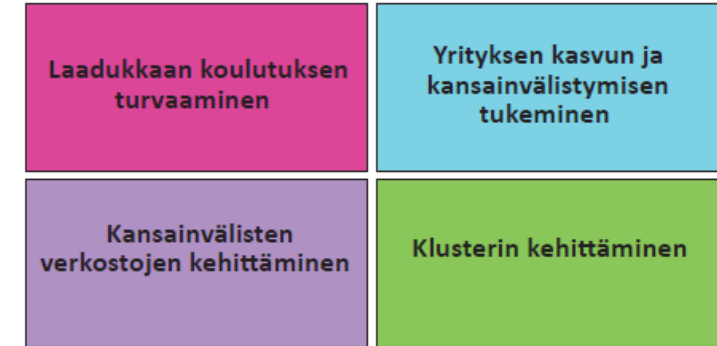 Laadukkaan koulutuksen
turvaaminen
Yrityksen kasvun ja
kansainvälistymisen
tukeminen
Kansainvälisten
verkostojen kehittäminen
Klusterin kehittäminen